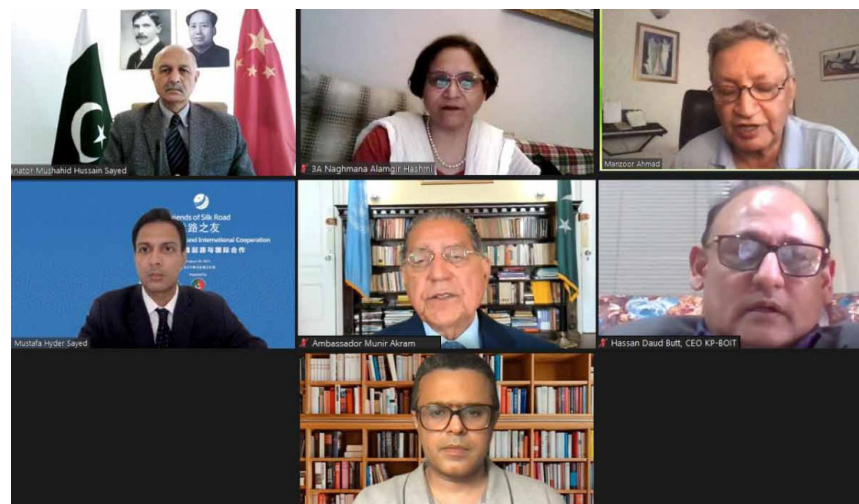 nator Mushahid Hussain Sayed
3A Naghmana Alamgir Hashmi
Manzoor Ahmad
iends of Silk Road
路之友
and International Cooperation
Mustafa Hyder Sayed
Ambassador Munir Akram
Hassan Daud Butt, CEO KP-BOIT